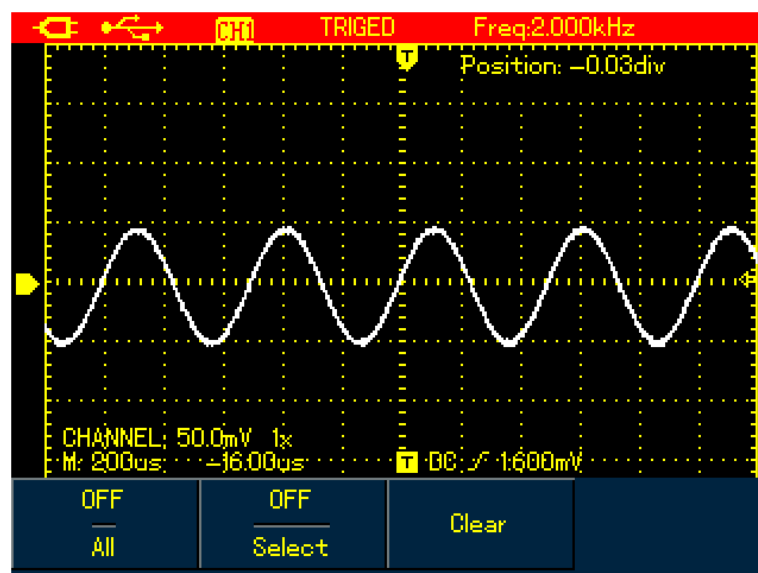 CH1 TRIGED Freq:2.000kHz
T
Position: -0.03div
CHANNEL: 50.0mV 1x
M: 200us -16.00us T DC 1.600mV
OFF OFF Clear
All Select